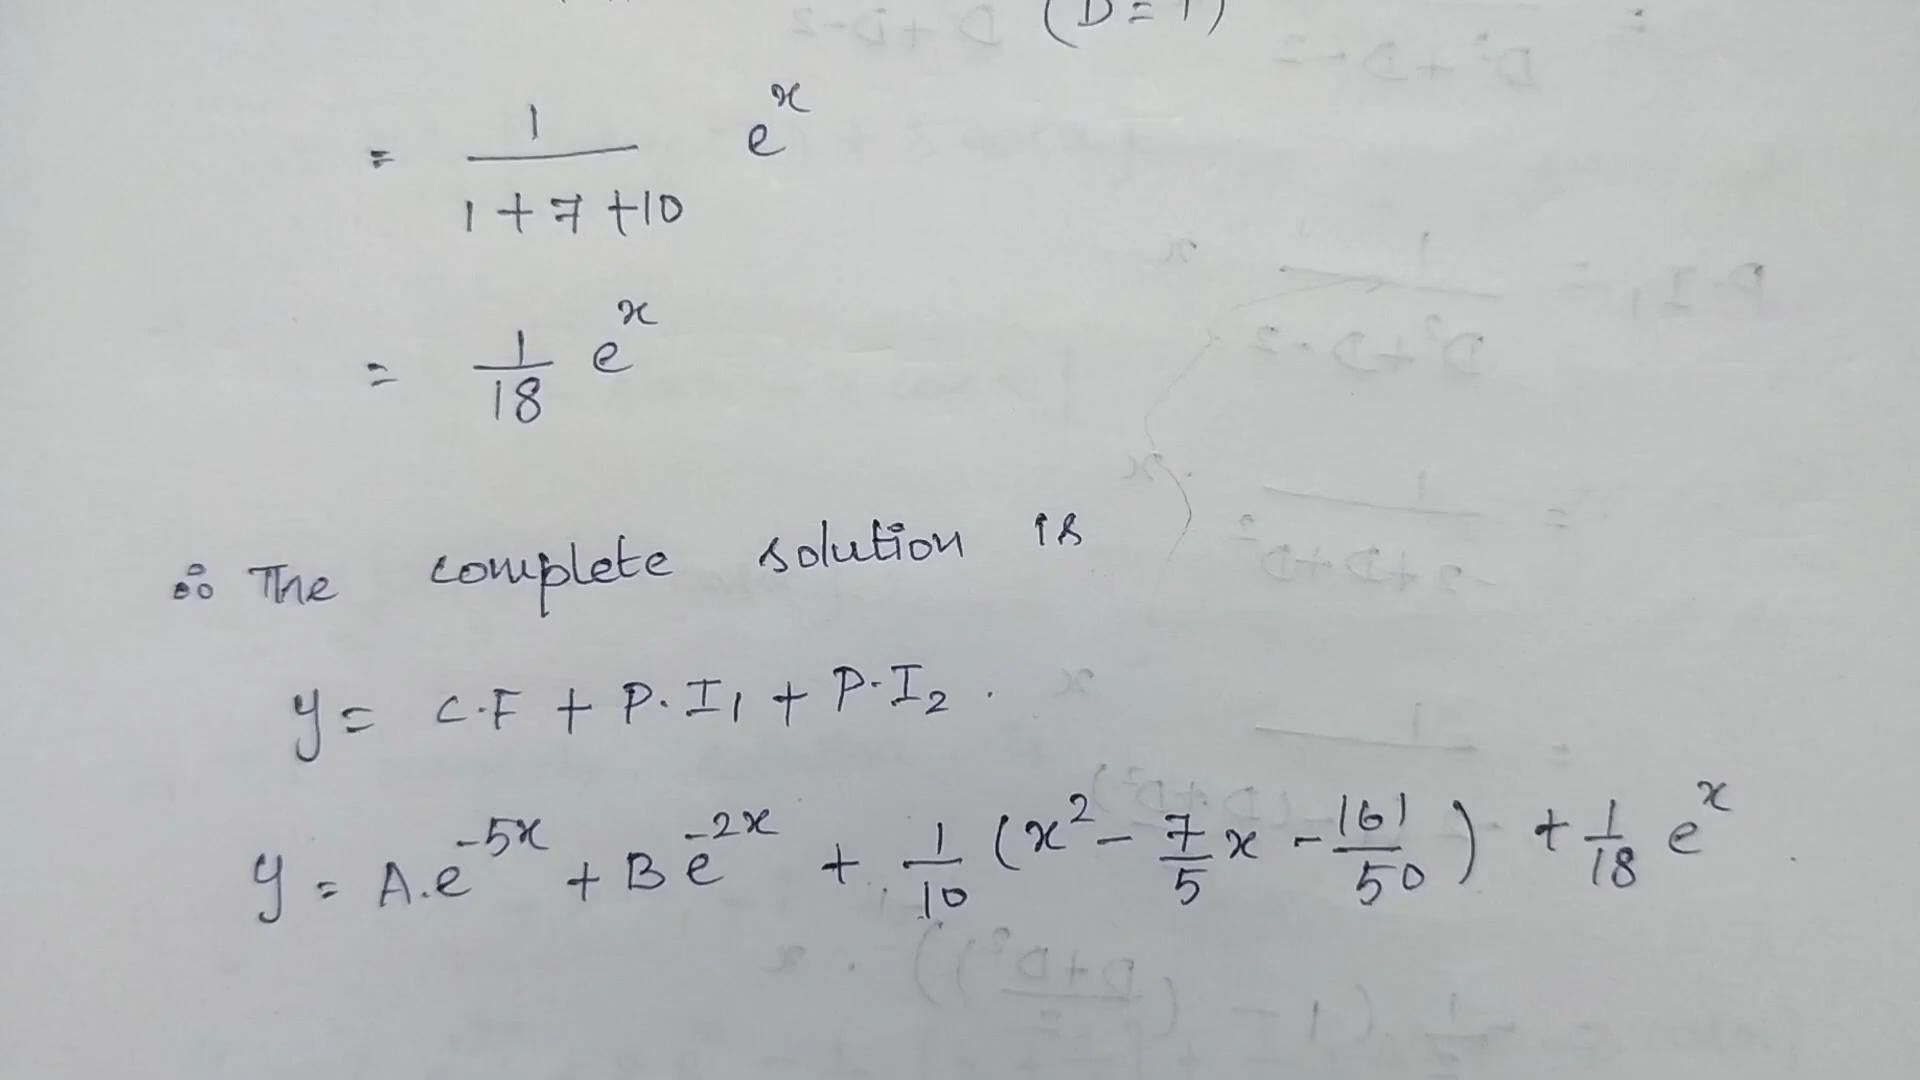 (D = 1)
= 1/(1 + 7 + 10) e^x
= 1/18 e^x
∴ The complete solution is
y = C.F + P.I₁ + P.I₂.
y = A.e^-5x + B e^-2x + 1/10 (x² - 7/5 x - 161/50) + 1/18 e^x.